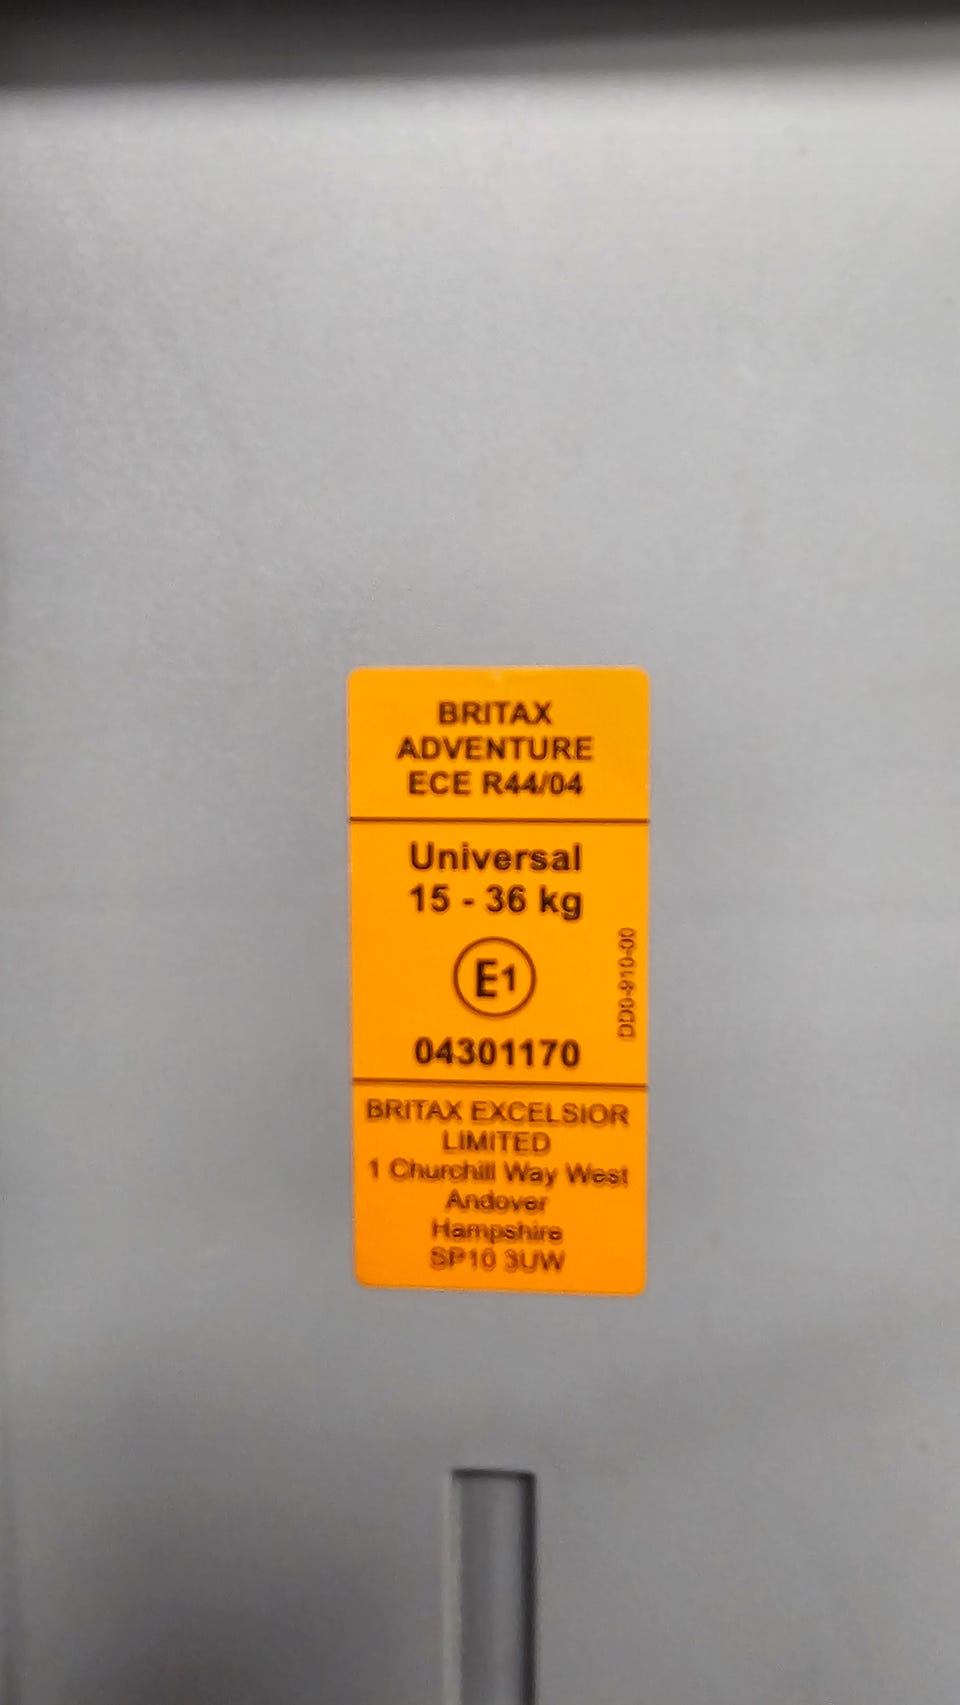 BRITAX
ADVENTURE
ECE R44/04
Universal
15 - 36 kg
E1
DD0-910-00
04301170
BRITAX EXCELSIOR
LIMITED
1 Churchill Way West
Andover
Hampshire
SP10 3UW